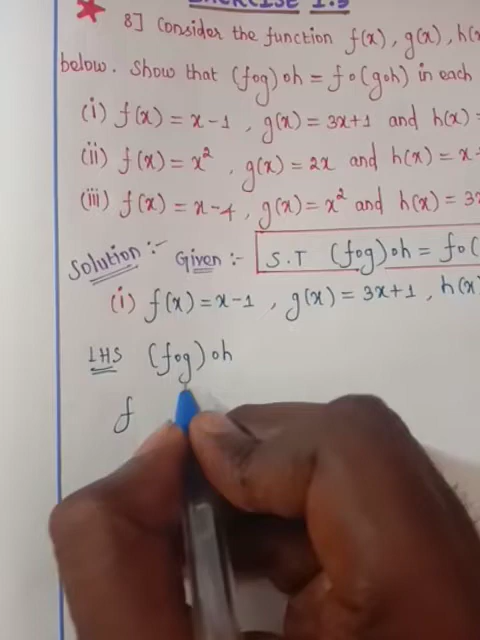 EXERCISE 1.5
8] Consider the function f(x), g(x), h(x
below. Show that (fog)oh = fo(goh) in each
(i) f(x) = x-1, g(x) = 3x+1 and h(x) =
(ii) f(x) = x², g(x) = 2x and h(x) = x
(iii) f(x) = x-4, g(x) = x² and h(x) = 3x
Solution :- Given :- S.T (fog)oh = fo(
(i) f(x) = x-1, g(x) = 3x+1, h(x)
LHS (fog)oh
f